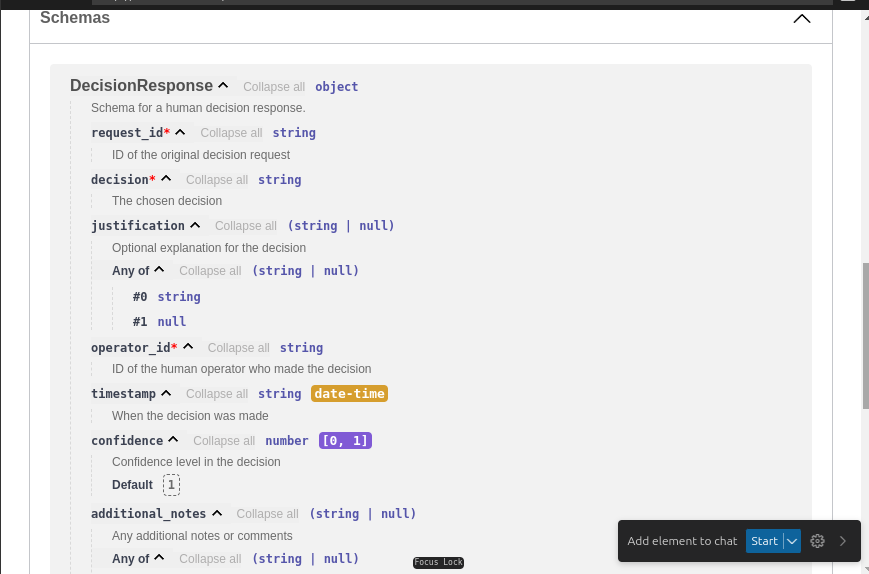 Schemas
DecisionResponse Collapse all object
Schema for a human decision response.
request_id* Collapse all string
ID of the original decision request
decision* Collapse all string
The chosen decision
justification Collapse all (string | null)
Optional explanation for the decision
Any of Collapse all (string | null)
#0 string
#1 null
operator_id* Collapse all string
ID of the human operator who made the decision
timestamp Collapse all string date-time
When the decision was made
confidence Collapse all number [0, 1]
Confidence level in the decision
Default 1
additional_notes Collapse all (string | null)
Any additional notes or comments
Any of Collapse all (string | null)
Add element to chat Start
Focus Lock